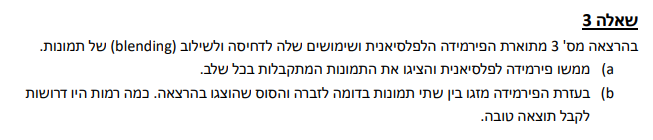 שאלה 3
בהרצאה מס' 3 מתוארת הפירמידה הלפלסיאנית ושימושים שלה לדחיסה ולשילוב (blending) של תמונות.
a) ממשו פירמידה לפלסיאנית והציגו את התמונות המתקבלות בכל שלב.
b) בעזרת הפירמידה מזגו בין שתי תמונות בדומה לזברה והסוס שהוצגו בהרצאה. כמה רמות היו דרושות
לקבל תוצאה טובה.